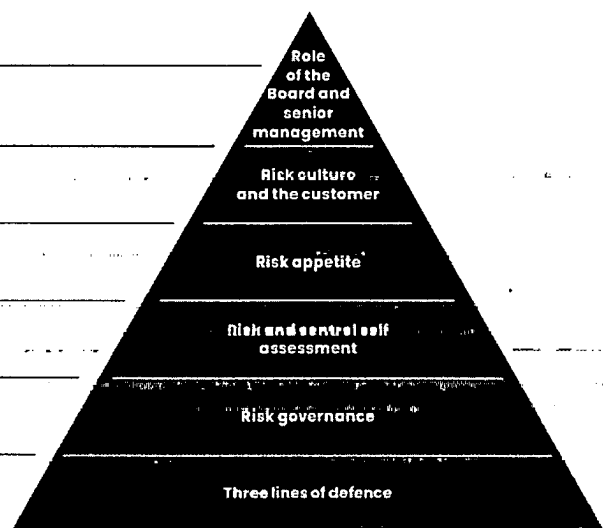 Role
of the
Board and
senior
management
Risk culture
and the customer
Risk appetite
Risk and control self
assessment
Risk governance
Three lines of defence